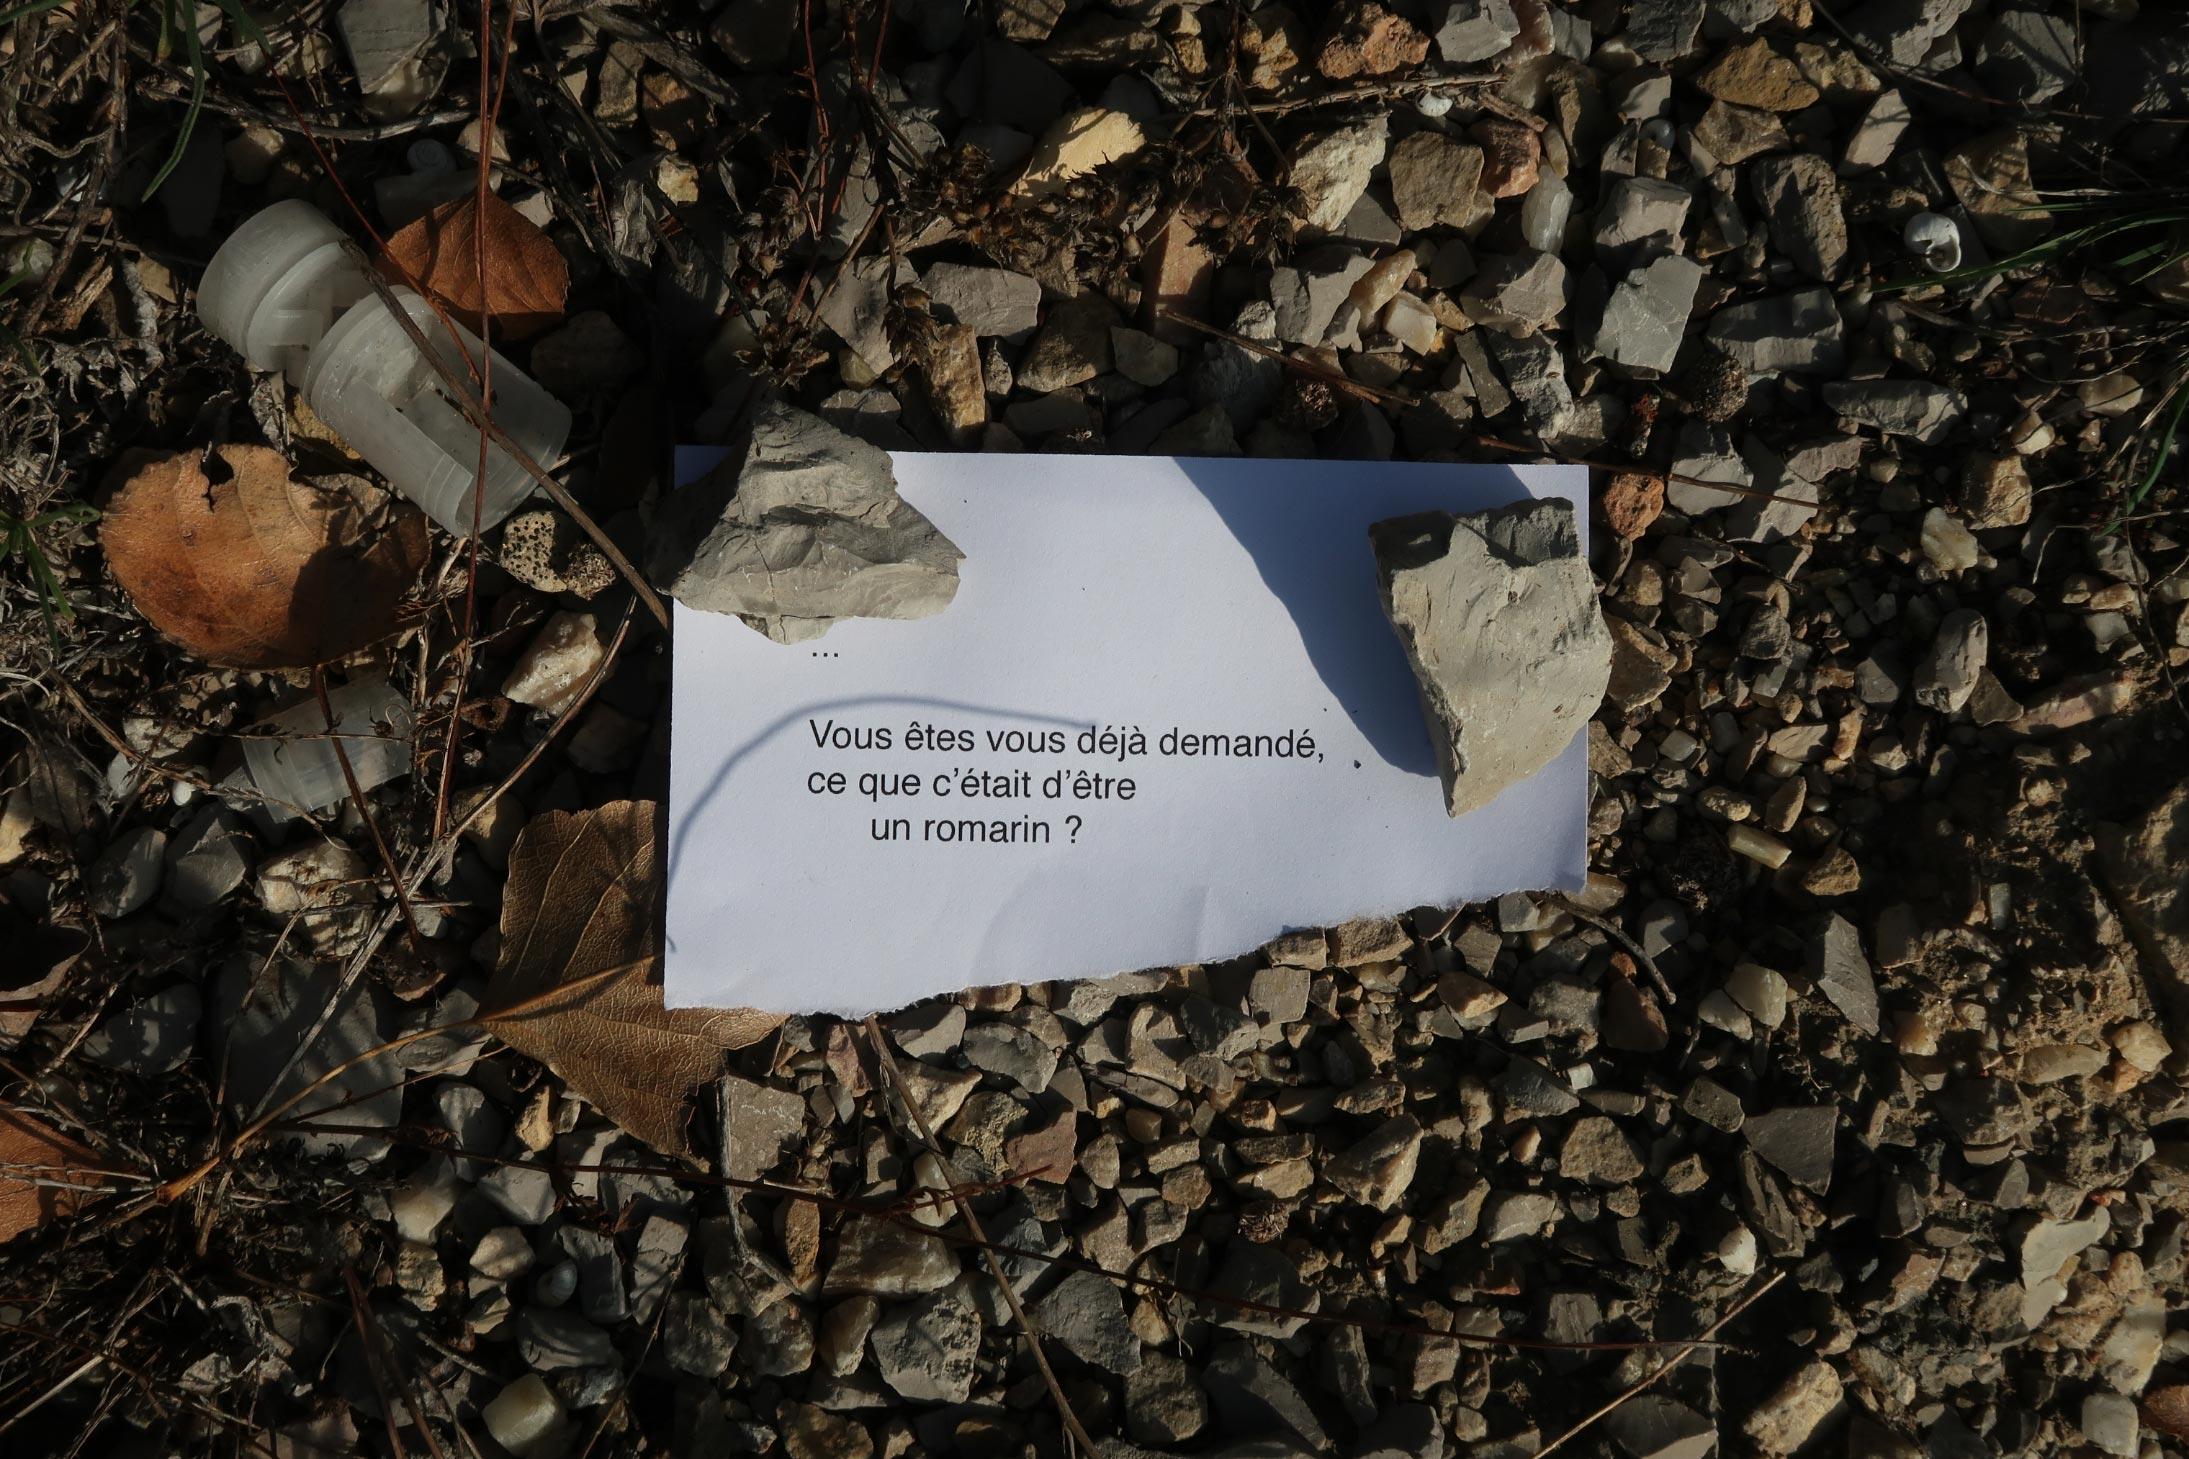 ...
Vous êtes vous déjà demandé,
ce que c’était d’être
un romarin ?